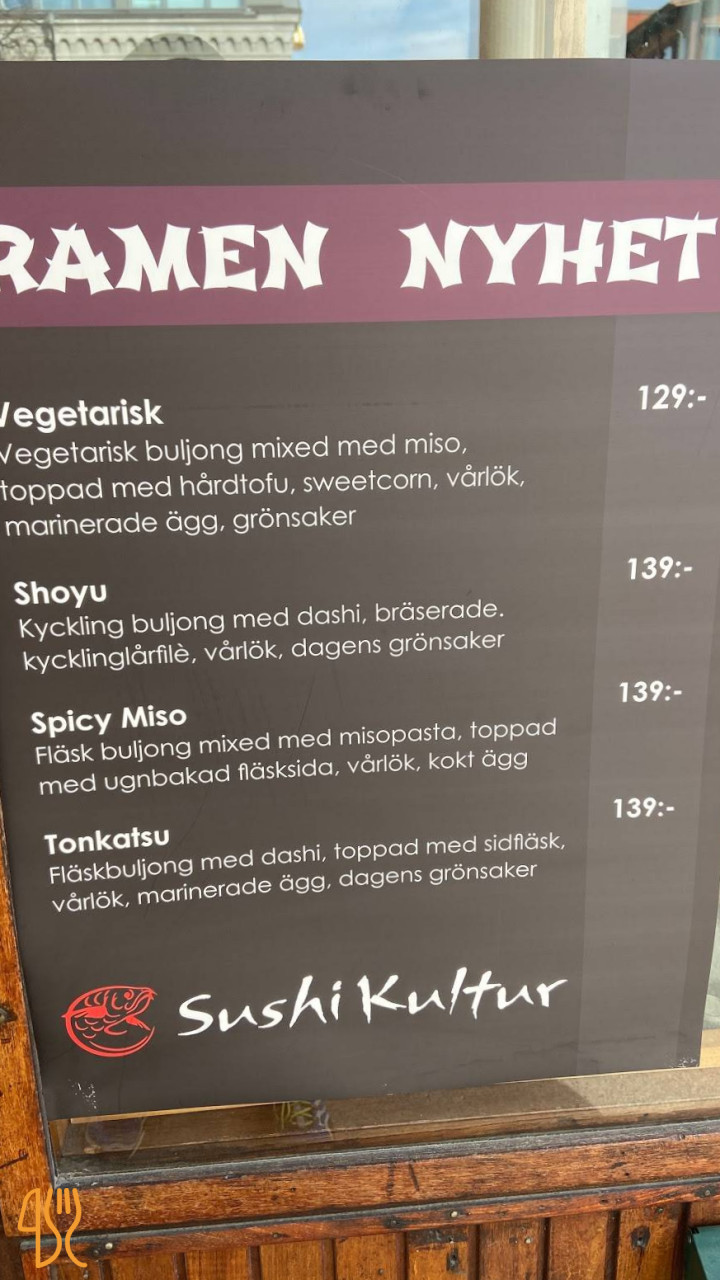 RAMEN NYHET
Vegetarisk 129:-
Vegetarisk buljong mixed med miso,
toppad med hårdtofu, sweetcorn, vårlök,
marinerade ägg, grönsaker
Shoyu 139:-
Kyckling buljong med dashi, bräserade.
kycklinglårfilè, vårlök, dagens grönsaker
Spicy Miso 139:-
Fläsk buljong mixed med misopasta, toppad
med ugnbakad fläsksida, vårlök, kokt ägg
Tonkatsu 139:-
Fläskbuljong med dashi, toppad med sidfläsk,
vårlök, marinerade ägg, dagens grönsaker
Sushi Kultur